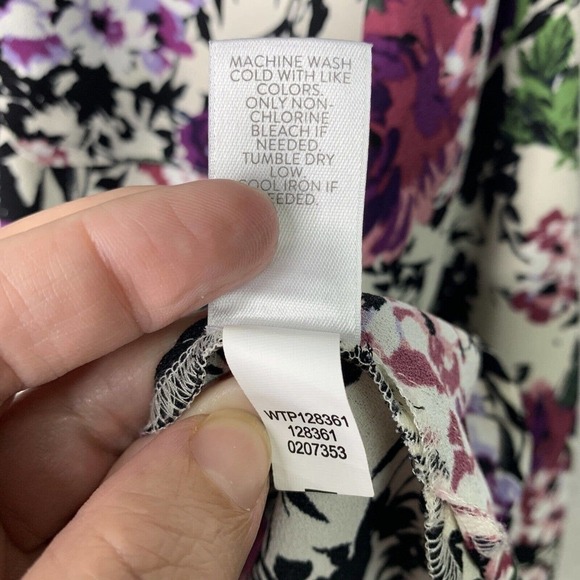 MACHINE WASH
COLD WITH LIKE
COLORS.
ONLY NON-
CHLORINE
BLEACH IF
NEEDED.
TUMBLE DRY
LOW.
COOL IRON IF
NEEDED.
WTP128361
128361
0207353